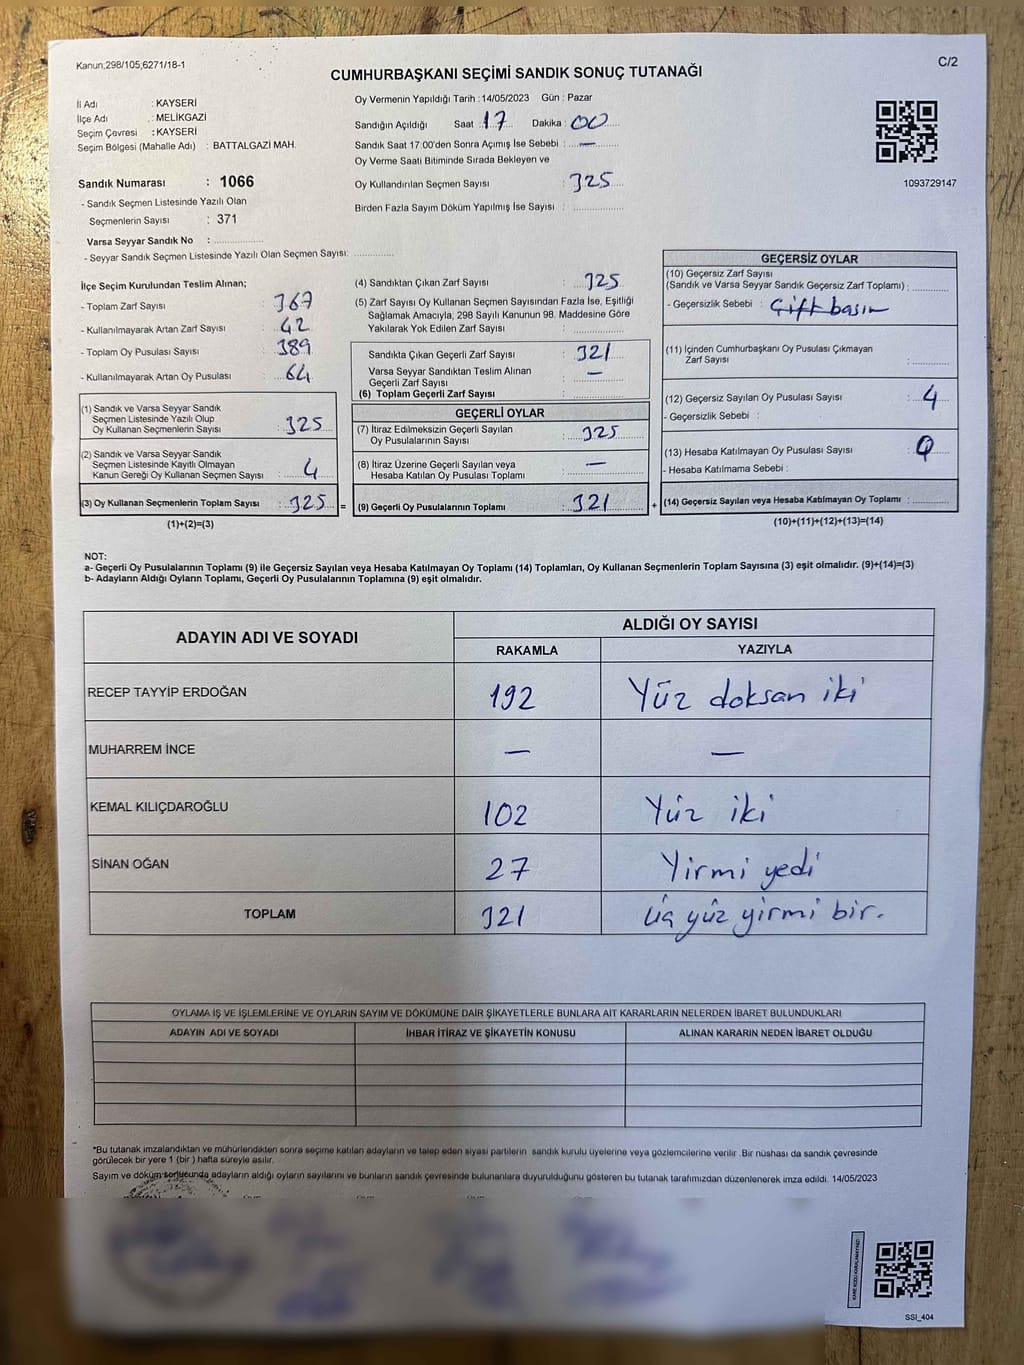 Kanun,298/105,6271/18-1
C/2
CUMHURBAŞKANI SEÇİMİ SANDIK SONUÇ TUTANAĞI
İl Adı : KAYSERİ
İlçe Adı : MELİKGAZİ
Seçim Çevresi : KAYSERİ
Seçim Bölgesi (Mahalle Adı) : BATTALGAZİ MAH.
Sandık Numarası : 1066
- Sandık Seçmen Listesinde Yazılı Olan
Seçmenlerin Sayısı : 371
Varsa Seyyar Sandık No :
- Seyyar Sandık Seçmen Listesinde Yazılı Olan Seçmen Sayısı:
Oy Vermenin Yapıldığı Tarih : 14/05/2023 Gün : Pazar
Sandığın Açıldığı Saat : 17 Dakika : 00
Sandık Saat 17:00'den Sonra Açımış İse Sebebi : —
Oy Verme Saati Bitiminde Sırada Bekleyen ve
Oy Kullandırılan Seçmen Sayısı : 325
Birden Fazla Sayım Döküm Yapılmış İse Sayısı :
1093729147
İlçe Seçim Kurulundan Teslim Alınan;
- Toplam Zarf Sayısı : 367
- Kullanılmayarak Artan Zarf Sayısı : 42
- Toplam Oy Pusulası Sayısı : 389
- Kullanılmayarak Artan Oy Pusulası : 64
(1) Sandık ve Varsa Seyyar Sandık
Seçmen Listesinde Yazılı Olup
Oy Kullanan Seçmenlerin Sayısı : 325
(2) Sandık ve Varsa Seyyar Sandık
Seçmen Listesinde Kayıtlı Olmayan
Kanun Gereği Oy Kullanan Seçmen Sayısı : 4
(3) Oy Kullanan Seçmenlerin Toplam Sayısı : 325 =
(1)+(2)=(3)
(4) Sandıktan Çıkan Zarf Sayısı : 325
(5) Zarf Sayısı Oy Kullanan Seçmen Sayısından Fazla İse, Eşitliği
Sağlamak Amacıyla, 298 Sayılı Kanunun 98. Maddesine Göre
Yakılarak Yok Edilen Zarf Sayısı :
Sandıkta Çıkan Geçerli Zarf Sayısı : 321
Varsa Seyyar Sandıktan Teslim Alınan
Geçerli Zarf Sayısı : —
(6) Toplam Geçerli Zarf Sayısı :
GEÇERLİ OYLAR
(7) İtiraz Edilmeksizin Geçerli Sayılan
Oy Pusulalarının Sayısı : 325
(8) İtiraz Üzerine Geçerli Sayılan veya
Hesaba Katılan Oy Pusulası Toplamı : —
(9) Geçerli Oy Pusulalarının Toplamı : 321 +
GEÇERSİZ OYLAR
(10) Geçersiz Zarf Sayısı
(Sandık ve Varsa Seyyar Sandık Geçersiz Zarf Toplamı) :
- Geçersizlik Sebebi : Çift basım
(11) İçinden Cumhurbaşkanı Oy Pusulası Çıkmayan
Zarf Sayısı :
(12) Geçersiz Sayılan Oy Pusulası Sayısı : 4
- Geçersizlik Sebebi :
(13) Hesaba Katılmayan Oy Pusulası Sayısı :
- Hesaba Katılmama Sebebi :
(14) Geçersiz Sayılan veya Hesaba Katılmayan Oy Toplamı :
(10)+(11)+(12)+(13)=(14)
NOT:
a- Geçerli Oy Pusulalarının Toplamı (9) ile Geçersiz Sayılan veya Hesaba Katılmayan Oy Toplamı (14) Toplamları, Oy Kullanan Seçmenlerin Toplam Sayısına (3) eşit olmalıdır. (9)+(14)=(3)
b- Adayların Aldığı Oyların Toplamı, Geçerli Oy Pusulalarının Toplamına (9) eşit olmalıdır.
ADAYIN ADI VE SOYADI
ALDIĞI OY SAYISI
RAKAMLA YAZIYLA
RECEP TAYYİP ERDOĞAN 192 Yüz doksan iki
MUHARREM İNCE — —
KEMAL KILIÇDAROĞLU 102 Yüz iki
SİNAN OĞAN 27 Yirmi yedi
TOPLAM 321 Üç yüz yirmi bir.
OYLAMA İŞ VE İŞLEMLERİNE VE OYLARIN SAYIM VE DÖKÜMÜNE DAİR ŞİKAYETLERLE BUNLARA AİT KARARLARIN NELERDEN İBARET BULUNDUKLARI
ADAYIN ADI VE SOYADI İHBAR İTİRAZ VE ŞİKAYETİN KONUSU ALINAN KARARIN NEDEN İBARET OLDUĞU
*Bu tutanak imzalandıktan ve mühürlendikten sonra seçime katılan adayların ve talep eden siyasi partilerin sandık kurulu üyelerine veya gözlemcilerine verilir .Bir nüshası da sandık çevresinde
görülecek bir yere 1 (bir ) hafta süreyle asılır.
Sayım ve döküm sonucunda adayların aldığı oyların sayılarını ve bunların sandık çevresinde bulunanlara duyurulduğunu gösteren bu tutanak tarafımızdan düzenlenerek imza edildi. 14/05/2023
SSI_404